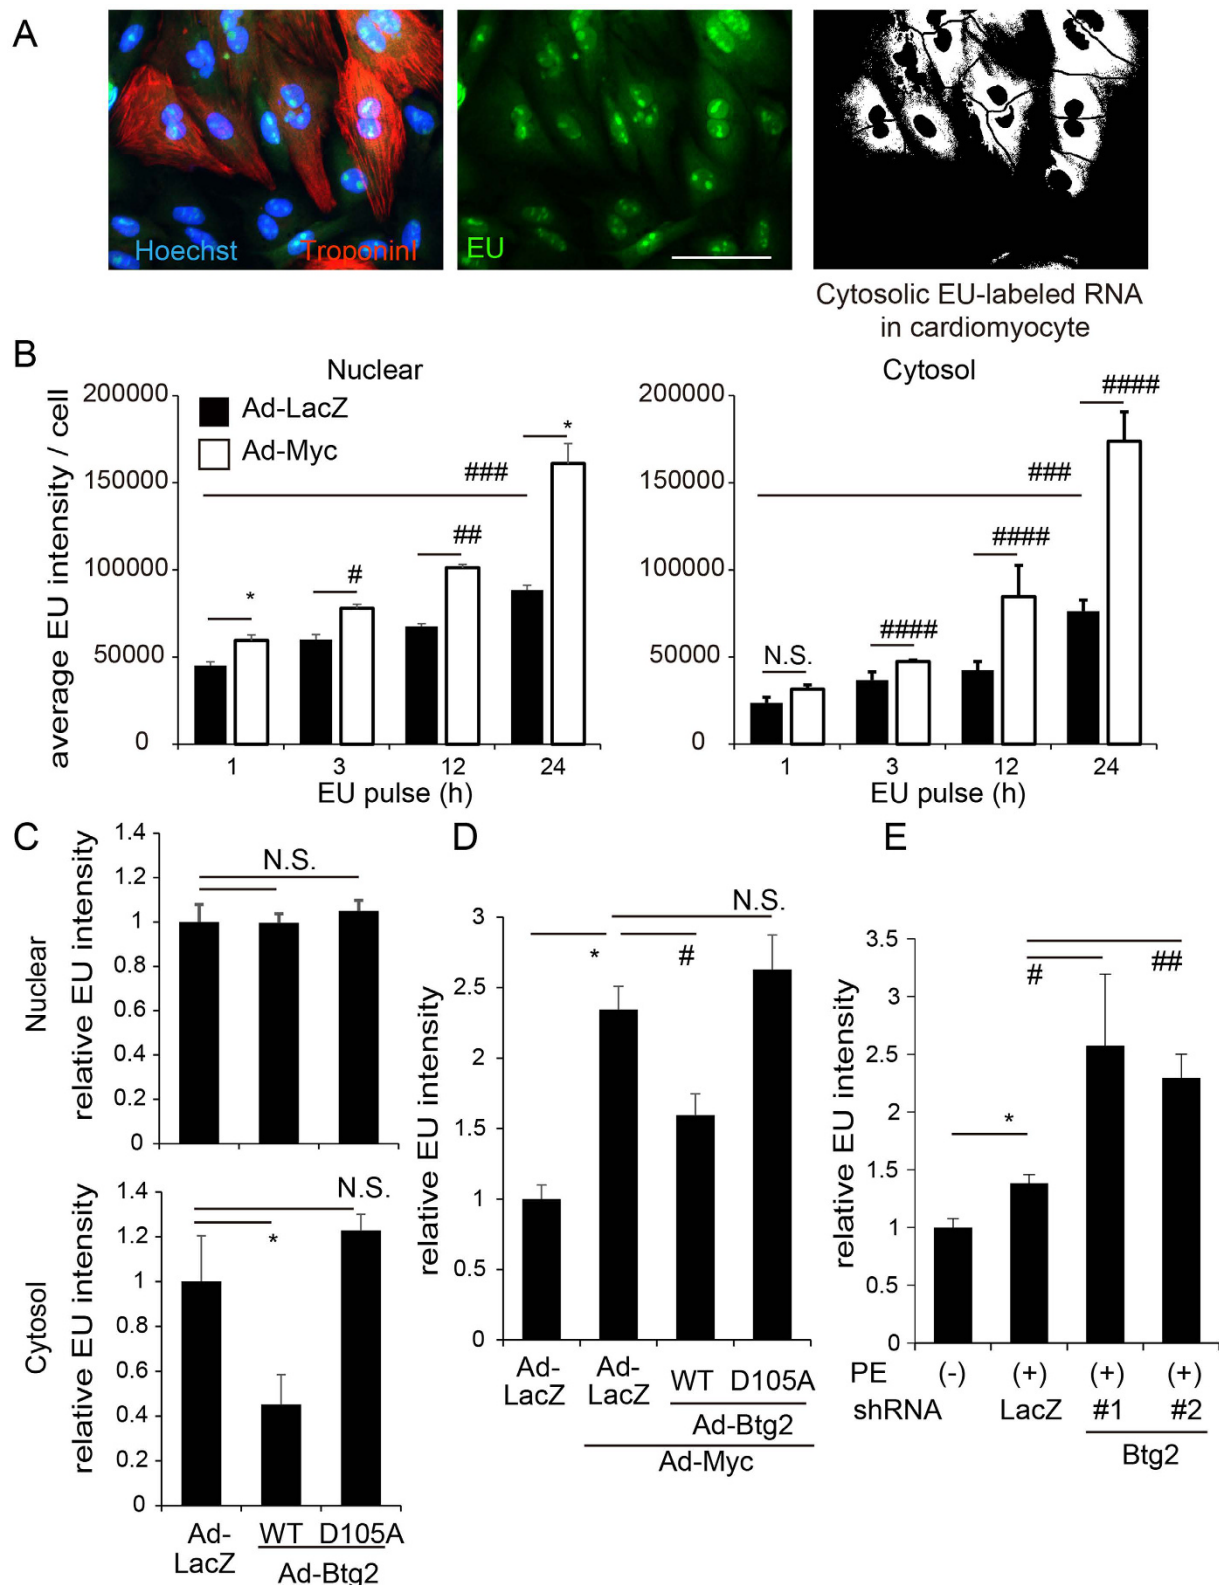 A
Hoechst
TroponinI
EU
Cytosolic EU-labeled RNA
in cardiomyocyte
B
Nuclear
average EU intensity / cell
200000
150000
100000
50000
0
Ad-LacZ
Ad-Myc
*
#
##
###
*
1
3
12
24
EU pulse (h)
Cytosol
200000
150000
100000
50000
0
N.S.
####
####
###
####
1
3
12
24
EU pulse (h)
C
Nuclear
relative EU intensity
1.4
1.2
1
0.8
0.6
0.4
0.2
0
N.S.
Cytosol
relative EU intensity
1.4
1.2
1
0.8
0.6
0.4
0.2
0
N.S.
*
Ad-
LacZ
WT
D105A
Ad-Btg2
D
relative EU intensity
3
2.5
2
1.5
1
0.5
0
N.S.
*
#
Ad-
LacZ
Ad-
LacZ
WT
D105A
Ad-Btg2
Ad-Myc
E
relative EU intensity
3.5
3
2.5
2
1.5
1
0.5
0
*
#
##
PE
(-)
(+)
(+)
(+)
shRNA
LacZ
#1
#2
Btg2